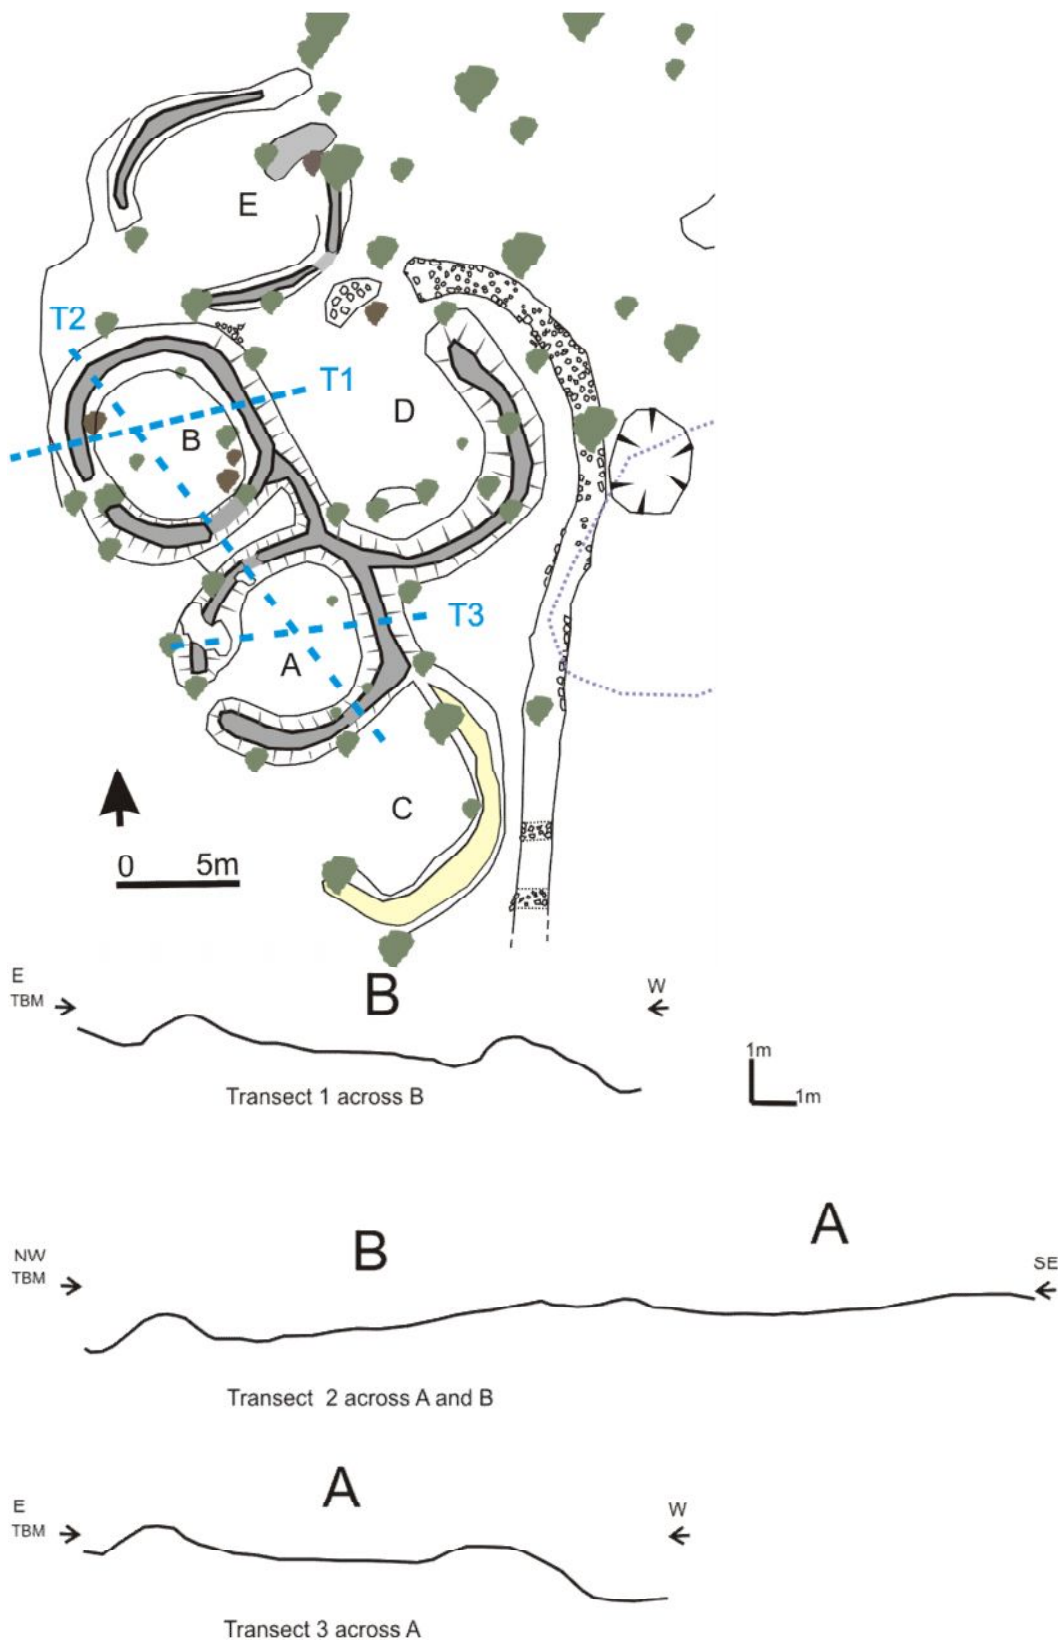 E
T2
T1
D
B
T3
A
C
0 5m
E B W
TBM
1m
1m
Transect 1 across B
A
B
NW SE
TBM
Transect 2 across A and B
A
E W
TBM
Transect 3 across A